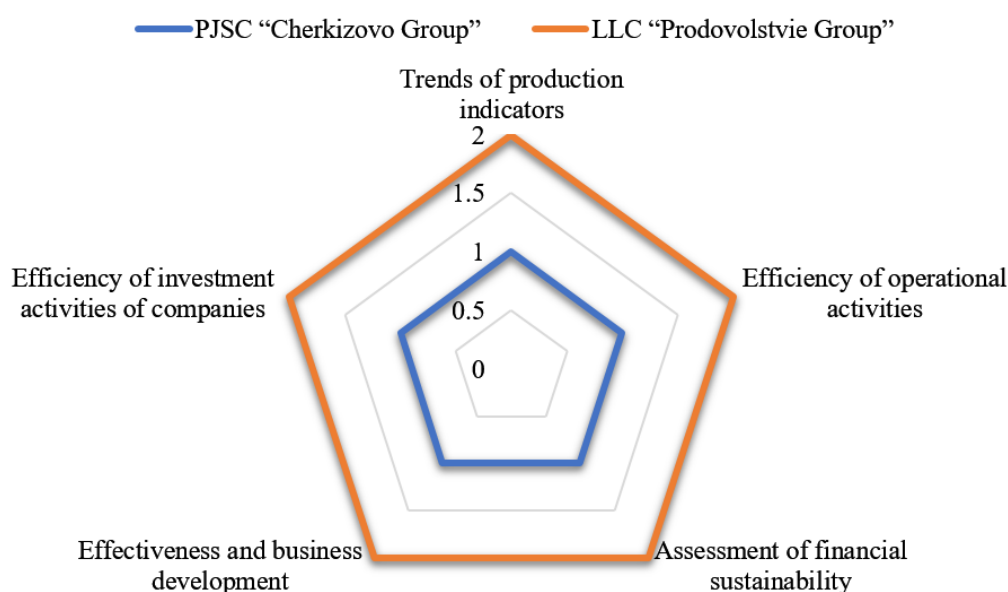 PJSC “Cherkizovo Group”
LLC “Prodovolstvie Group”
Trends of production
indicators
2
1.5
1
0.5
0
Efficiency of investment
activities of companies
Efficiency of operational
activities
Effectiveness and business
development
Assessment of financial
sustainability